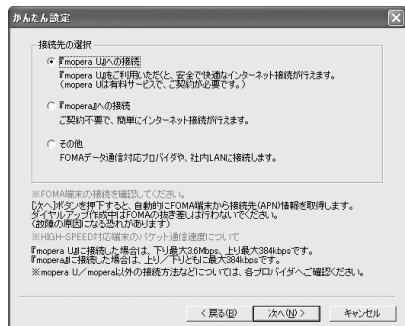 かんたん設定
接続先の選択
『mopera U』への接続
『mopera U』をご利用いただくと、安全で快適なインターネット接続が行えます。
（mopera Uは有料サービスで、ご契約が必要です。）
『mopera』への接続
ご契約不要で、簡単にインターネット接続が行えます。
その他
FOMAデータ通信対応プロバイダや、社内LANに接続します。
※FOMA端末の接続を確認してください。
[次へ]ボタンを押下すると、自動的にFOMA端末から接続先(APN)情報を取得します。
ダイヤルアップ作成中はFOMAの抜き差しは行わないでください。
(故障の原因になる恐れがあります)
※HIGH-SPEED対応端末のパケット通信速度について
『mopera U』に接続した場合は、下り最大3.6Mbps、上り最大384kbpsです。
『mopera』に接続した場合は、上り／下りともに最大384kbpsです。
※mopera U／mopera以外の接続方法などについては、各プロバイダへご確認ください。
< 戻る(B)
次へ(N) >
キャンセル